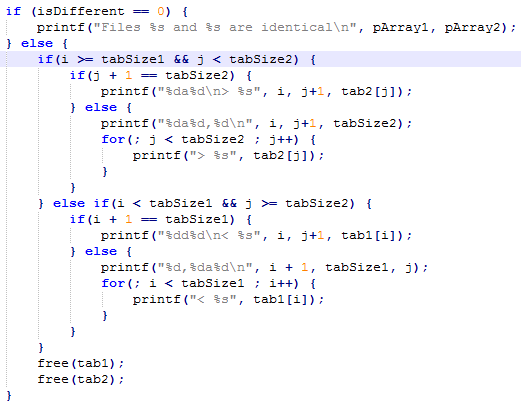 if (isDifferent == 0) {
    printf("Files %s and %s are identical\n", pArray1, pArray2);
} else {
    if(i >= tabSize1 && j < tabSize2) {
        if(j + 1 == tabSize2) {
            printf("%da%d\n> %s", i, j+1, tab2[j]);
        } else {
            printf("%da%d,%d\n", i, j+1, tabSize2);
            for(; j < tabSize2 ; j++) {
                printf("> %s", tab2[j]);
            }
        }
    } else if(i < tabSize1 && j >= tabSize2) {
        if(i + 1 == tabSize1) {
            printf("%dd%d\n< %s", i, j+1, tab1[i]);
        } else {
            printf("%d,%da%d\n", i + 1, tabSize1, j);
            for(; i < tabSize1 ; i++) {
                printf("< %s", tab1[i]);
            }
        }
    }
    free(tab1);
    free(tab2);
}